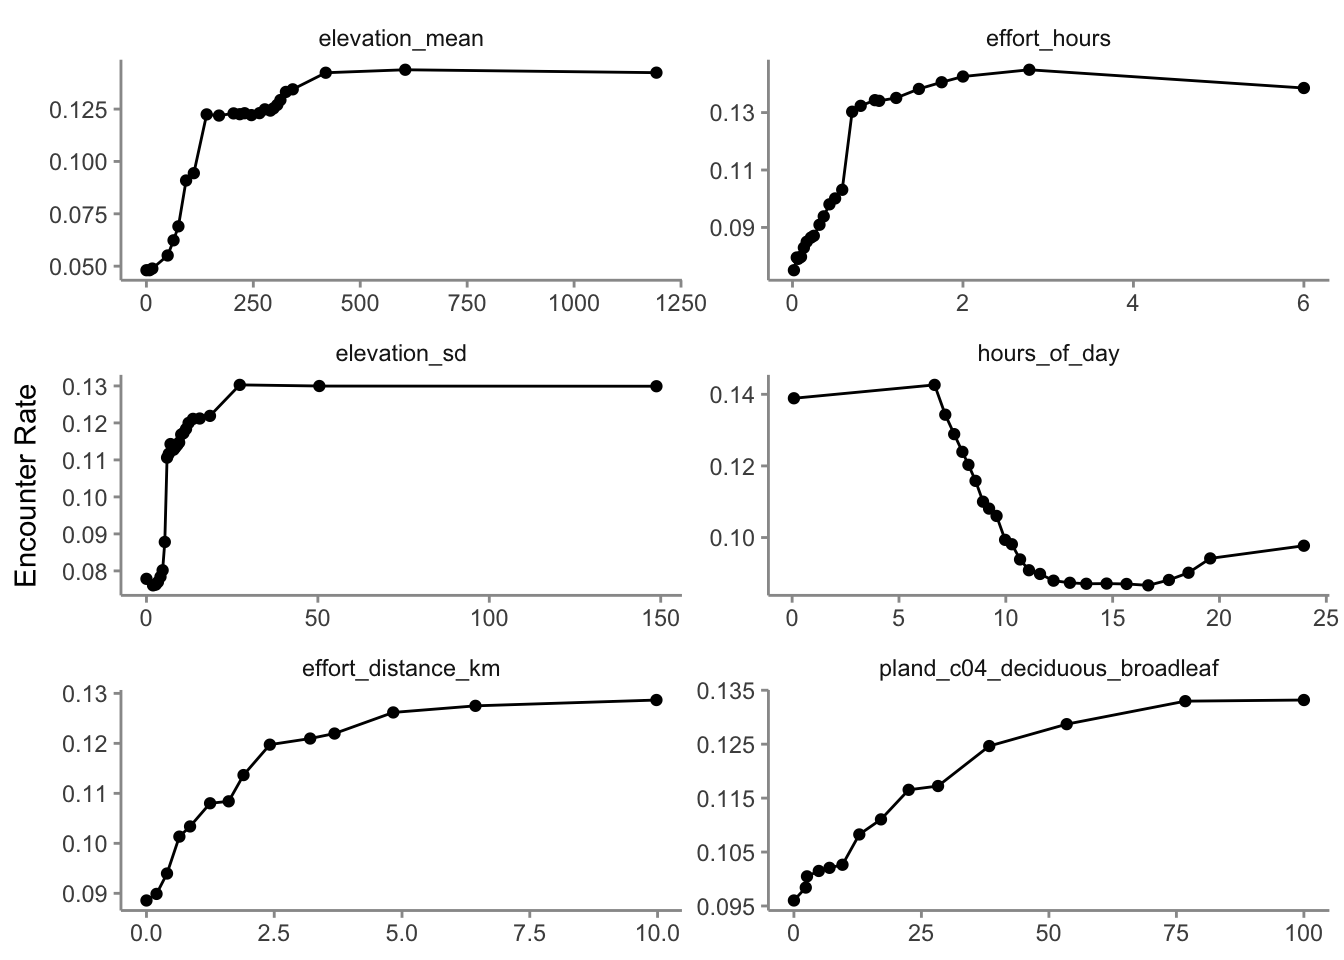 elevation_mean
0.125
0.100
0.075
0.050
0 250 500 750 1000 1250
effort_hours
0.13
0.11
0.09
0 2 4 6
Encounter Rate
elevation_sd
0.13
0.12
0.11
0.10
0.09
0.08
0 50 100 150
hours_of_day
0.14
0.12
0.10
0 5 10 15 20 25
effort_distance_km
0.13
0.12
0.11
0.10
0.09
0.0 2.5 5.0 7.5 10.0
pland_c04_deciduous_broadleaf
0.135
0.125
0.115
0.105
0.095
0 25 50 75 100